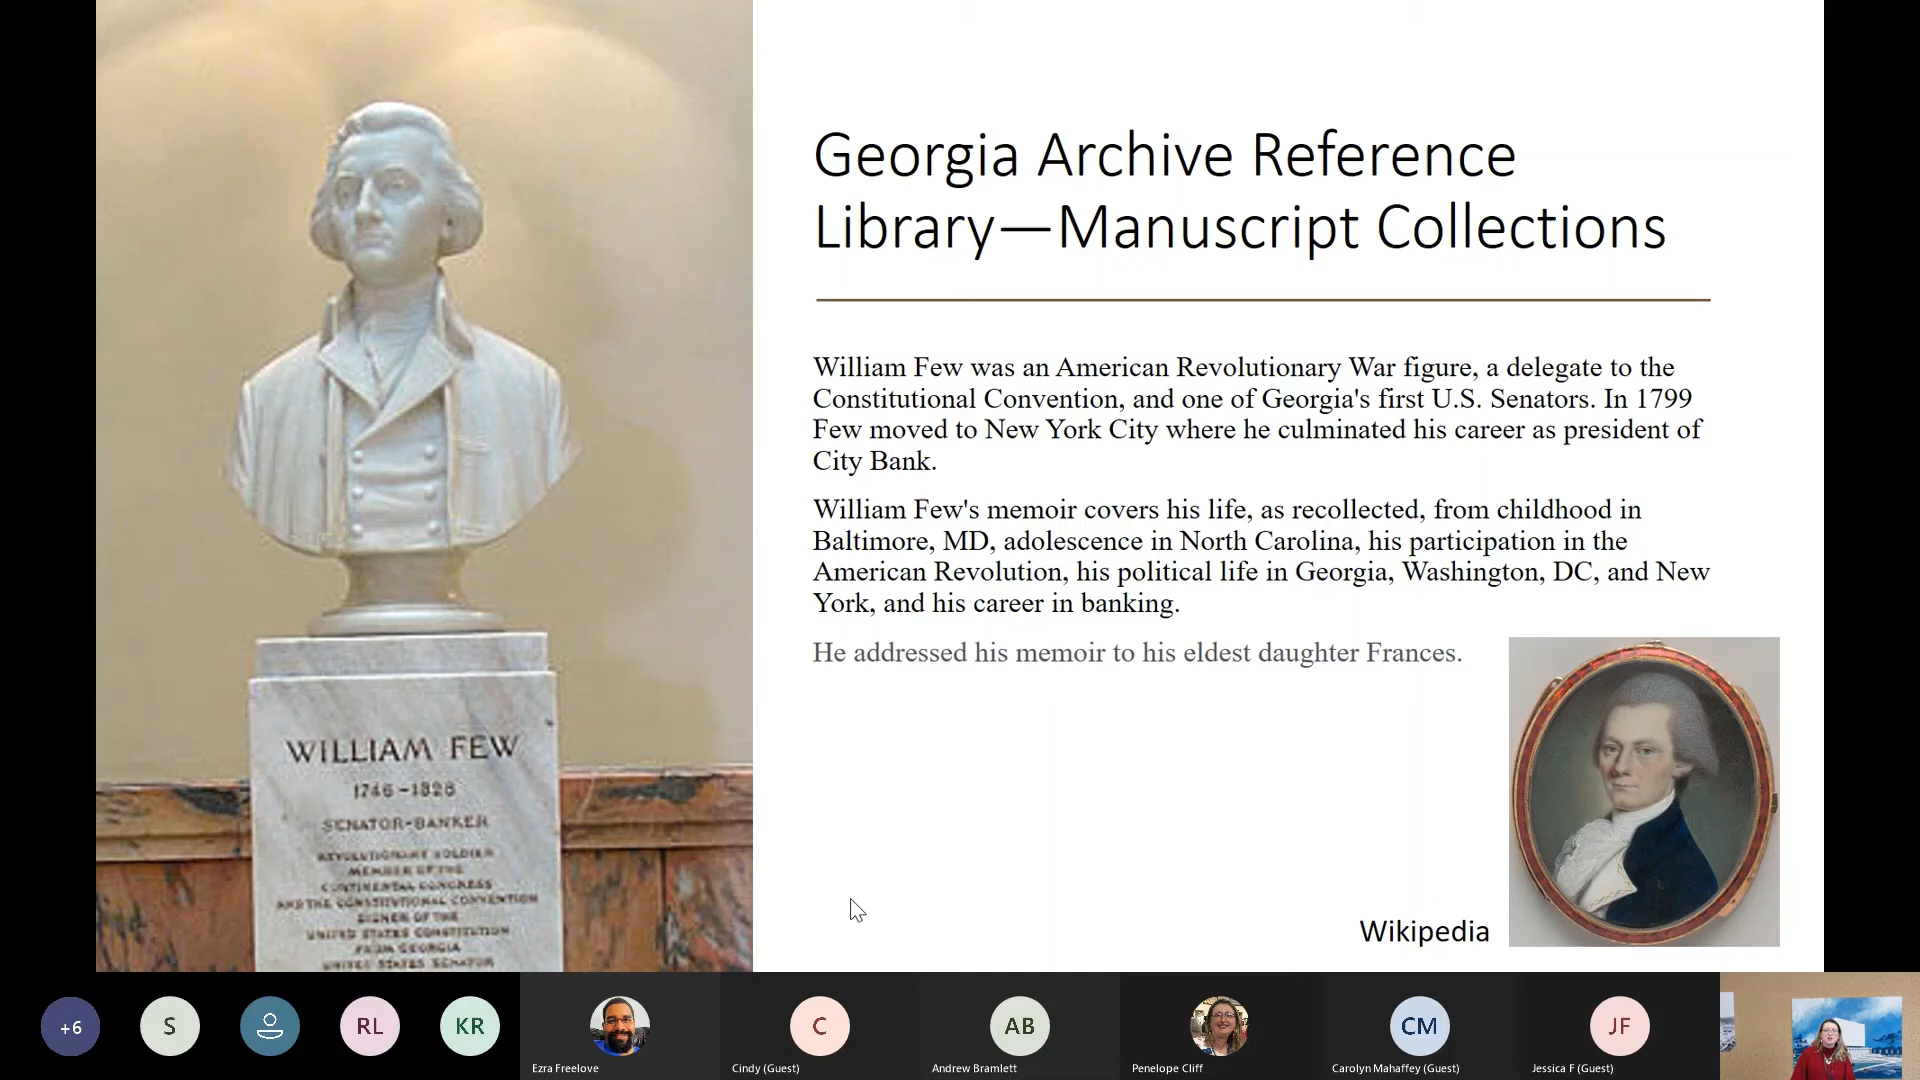 Georgia Archive Reference
Library—Manuscript Collections
William Few was an American Revolutionary War figure, a delegate to the
Constitutional Convention, and one of Georgia's first U.S. Senators. In 1799
Few moved to New York City where he culminated his career as president of
City Bank.
William Few's memoir covers his life, as recollected, from childhood in
Baltimore, MD, adolescence in North Carolina, his participation in the
American Revolution, his political life in Georgia, Washington, DC, and New
York, and his career in banking.
He addressed his memoir to his eldest daughter Frances.
Wikipedia
WILLIAM FEW
1748-1828
SENATOR-BANKER
REVOLUTIONARY SOLDIER
MEMBER OF THE
CONTINENTAL CONGRESS
AND THE CONSTITUTIONAL CONVENTION
SIGNER OF THE
UNITED STATES CONSTITUTION
FROM GEORGIA
UNITED STATES SENATOR
+6
S
RL
KR
Ezra Freelove
C
Cindy (Guest)
AB
Andrew Bramlett
Penelope Cliff
CM
Carolyn Mahaffey (Guest)
JF
Jessica F (Guest)